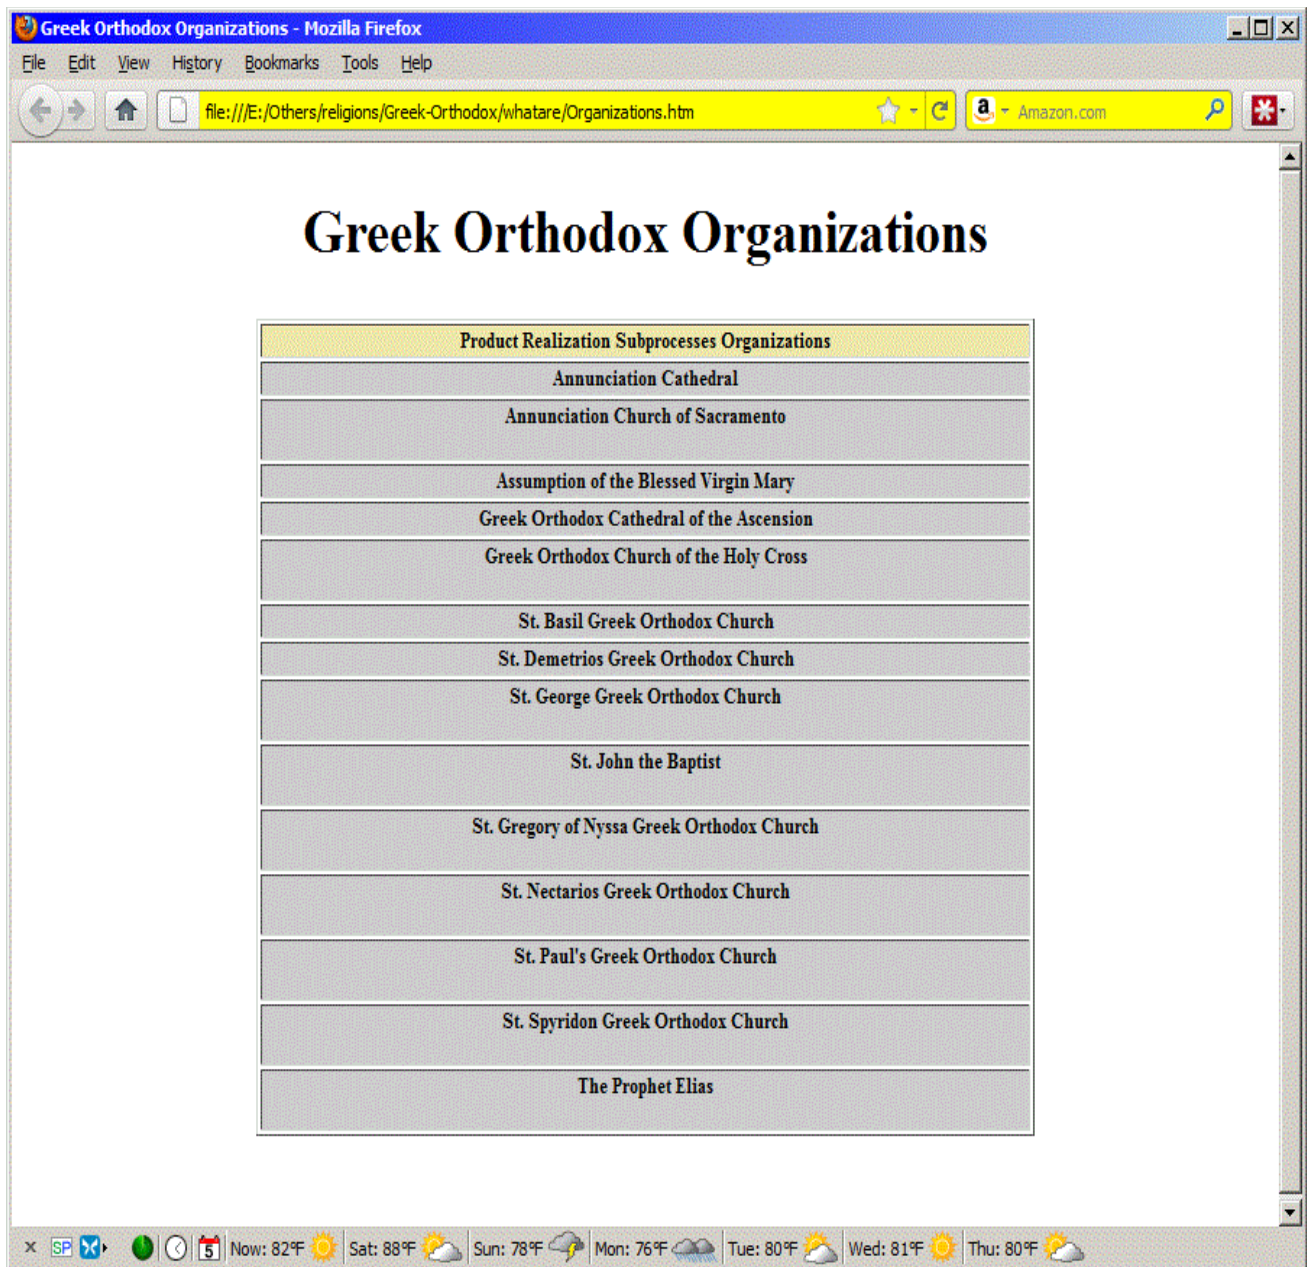 Greek Orthodox Organizations - Mozilla Firefox
File Edit View History Bookmarks Tools Help
file:///E:/Others/religions/Greek-Orthodox/whatare/Organizations.htm a Amazon.com
Greek Orthodox Organizations
Product Realization Subprocesses Organizations
Annunciation Cathedral
Annunciation Church of Sacramento
Assumption of the Blessed Virgin Mary
Greek Orthodox Cathedral of the Ascension
Greek Orthodox Church of the Holy Cross
St. Basil Greek Orthodox Church
St. Demetrios Greek Orthodox Church
St. George Greek Orthodox Church
St. John the Baptist
St. Gregory of Nyssa Greek Orthodox Church
St. Nectarios Greek Orthodox Church
St. Paul's Greek Orthodox Church
St. Spyridon Greek Orthodox Church
The Prophet Elias
SP 5 Now: 82°F Sat: 88°F Sun: 78°F Mon: 76°F Tue: 80°F Wed: 81°F Thu: 80°F